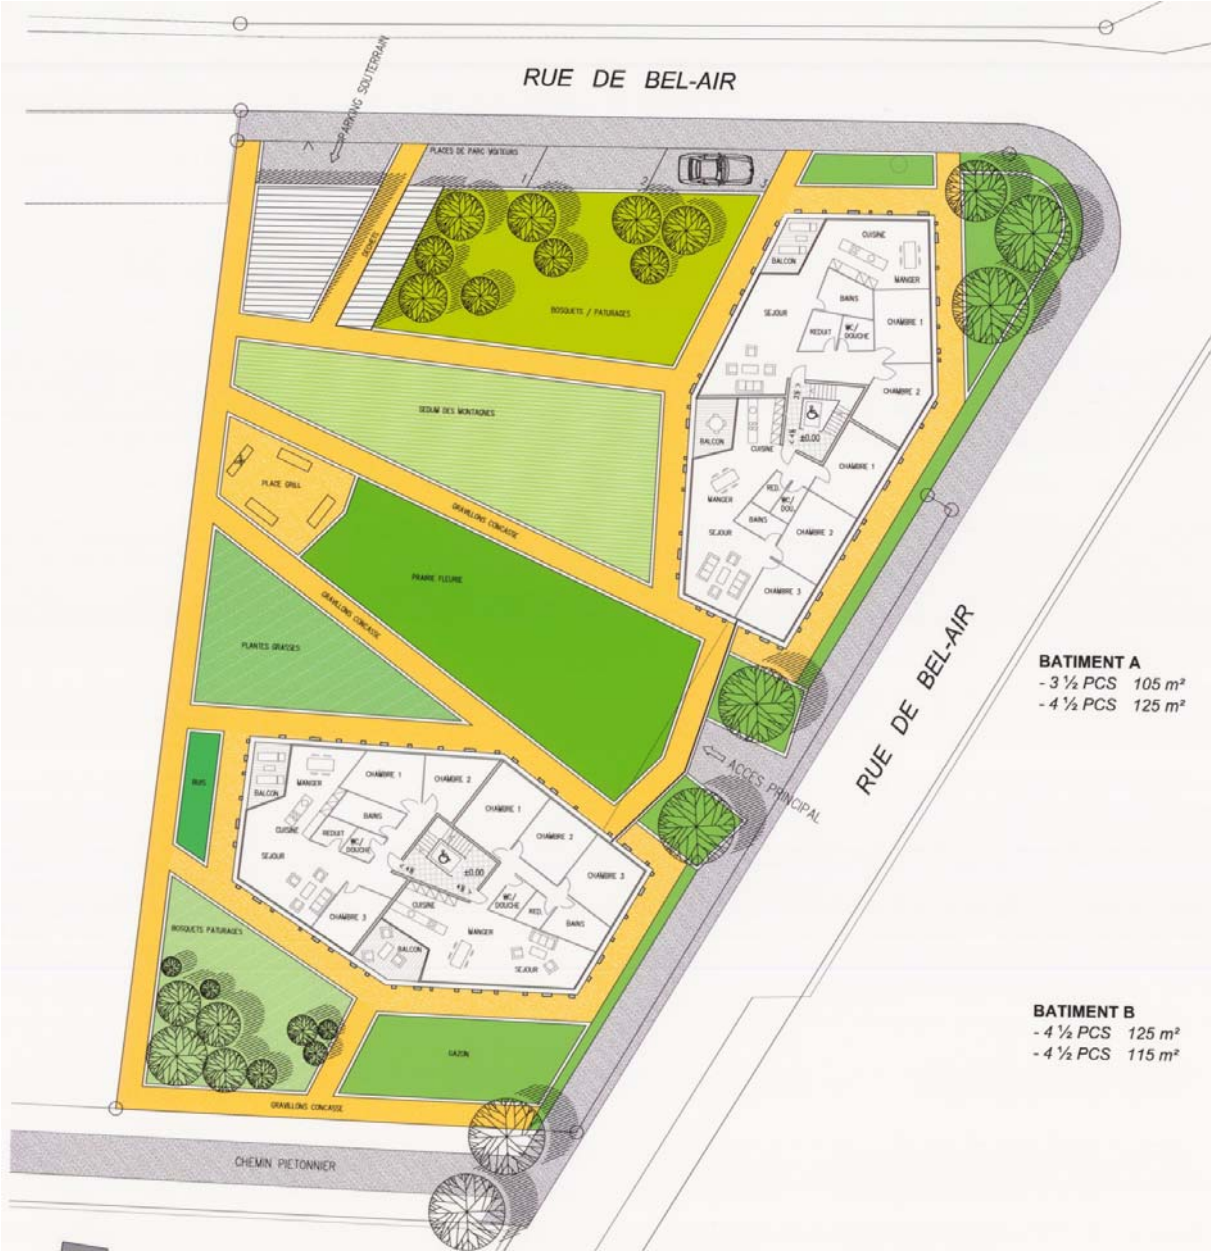 RUE DE BEL-AIR
PARKING SOUTERRAIN
PLACES DE PARC VISITEURS
1
2
3
DECHETS
BOSQUETS / PATURAGES
CUISINE
BALCON
MANGER
BAINS
SEJOUR
CHAMBRE 1
REDUIT
WC/
DOUCHE
CHAMBRE 2
±0.00
BALCON
CUISINE
CHAMBRE 1
MANGER
RED.
WC/
DOU.
BAINS
SEJOUR
CHAMBRE 2
CHAMBRE 3
SEDUM DES MONTAGNES
PLACE GRILL
GRAVILLONS CONCASSE
PRAIRIE FLEURIE
GRAVILLONS CONCASSE
PLANTES GRASSES
RUE DE BEL-AIR
BATIMENT A
- 3 ½ PCS 105 m²
- 4 ½ PCS 125 m²
ACCES PRINCIPAL
BUIS
BALCON
MANGER
CHAMBRE 1
CHAMBRE 2
CUISINE
BAINS
REDUIT
WC/
DOUCHE
SEJOUR
CHAMBRE 3
±0.00
CHAMBRE 1
CHAMBRE 2
CHAMBRE 3
WC/
DOUCHE
RED.
BAINS
CUISINE
MANGER
BALCON
SEJOUR
BOSQUETS PATURAGES
GAZON
BATIMENT B
- 4 ½ PCS 125 m²
- 4 ½ PCS 115 m²
GRAVILLONS CONCASSE
CHEMIN PIETONNIER